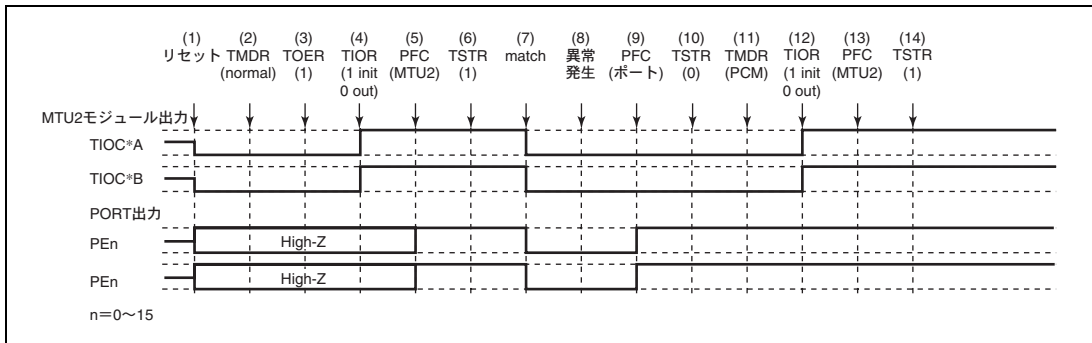 (1) (2) (3) (4) (5) (6) (7) (8) (9) (10) (11) (12) (13) (14)
リセット TMDR TOER TIOR PFC TSTR match 異常 PFC TSTR TMDR TIOR PFC TSTR
(normal) (1) (1 init (MTU2) (1) 発生 (ポート) (0) (PCM) (1 init (MTU2) (1)
0 out) 0 out)
MTU2モジュール出力
TIOC*A
TIOC*B
PORT出力
PEn High-Z
PEn High-Z
n=0～15